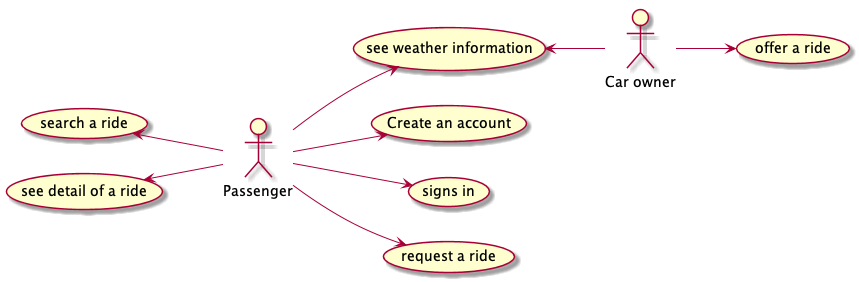 see weather information
offer a ride
Car owner
search a ride
Create an account
Passenger
see detail of a ride
signs in
request a ride